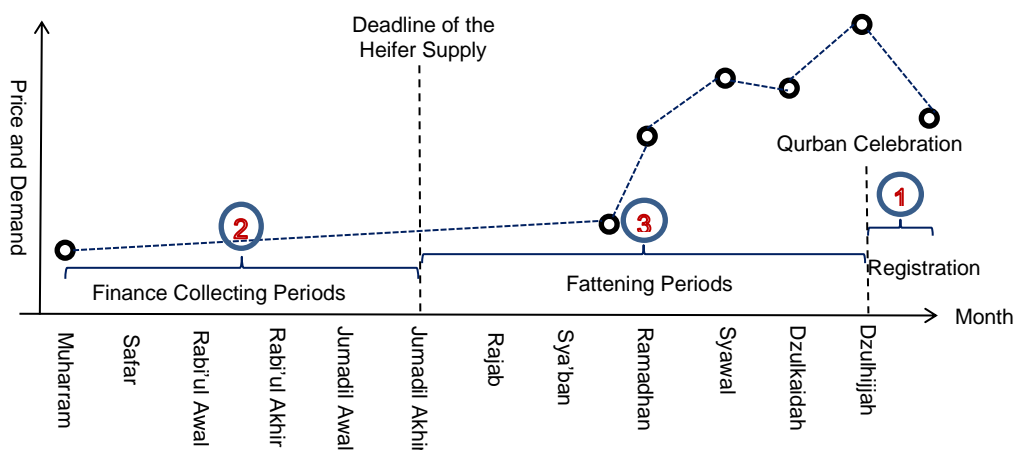 Deadline of the
Heifer Supply
Price and Demand
Qurban Celebration
1
2
3
Registration
Finance Collecting Periods
Fattening Periods
Month
Muharram
Safar
Rabi'ul Awal
Rabi'ul Akhir
Jumadil Awal
Jumadil Akhir
Rajab
Sya'ban
Ramadhan
Syawal
Dzulkaidah
Dzulhijjah